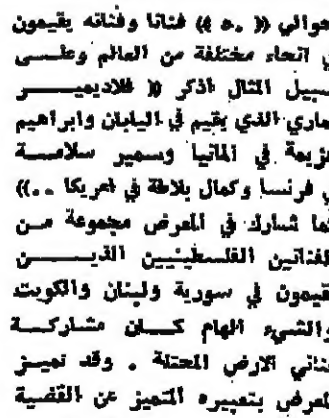 حوالي (( ٥٠ )) فنانا وفنانه يقيمون
في انحاء مختلفة من العالم وعلى
سبيل المثال اذكر (( فلاديمير
تماري الذي يقيم في اليابان وابراهيم
هزيمة في المانيا وسمير سلامة
في فرنسا وكمال بلاطة في امريكا ..))
كما شارك في المعرض مجموعة من
الفنانين الفلسطينيين الذين
يقيمون في سورية ولبنان والكويت
والشيء الهام كان مشاركة
فناني الارض المحتلة . وقد تميز
المعرض بتعبيره المتميز عن القضية